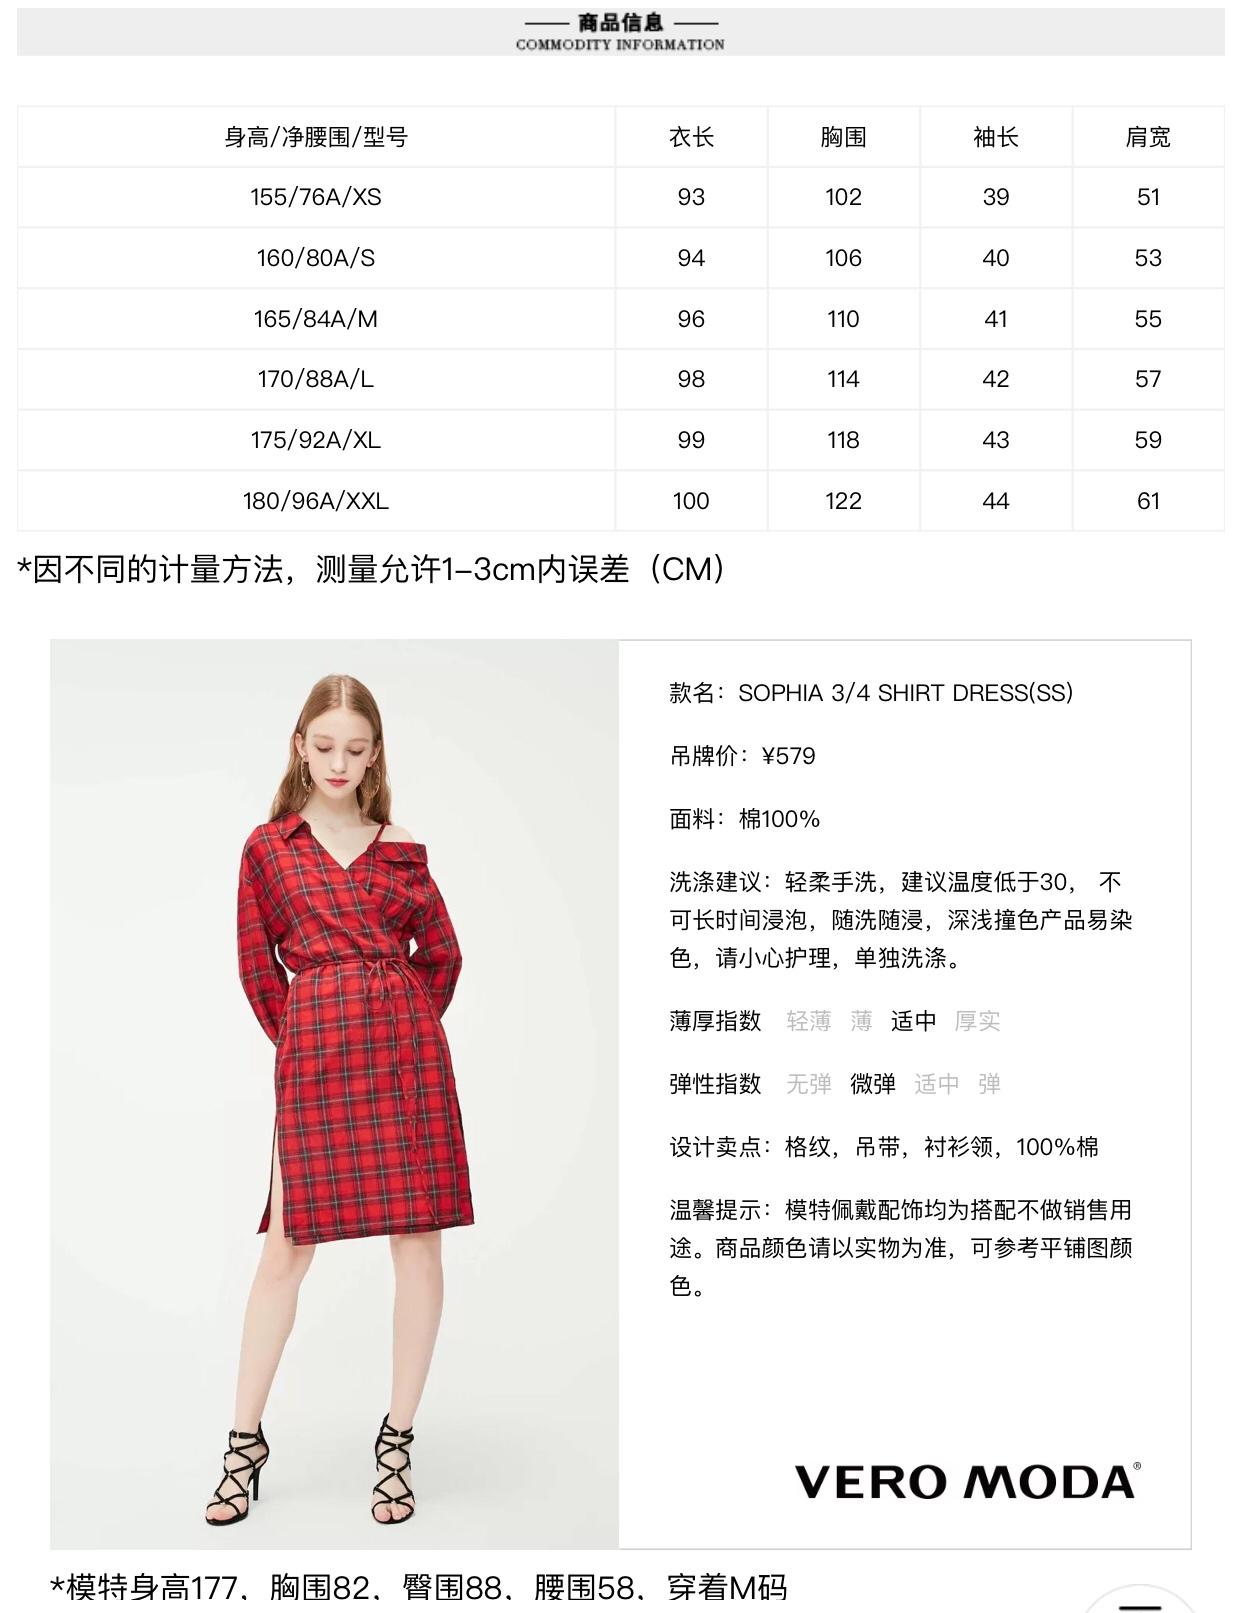 商品信息
COMMODITY INFORMATION
身高/净腰围/型号 衣长 胸围 袖长 肩宽
155/76A/XS 93 102 39 51
160/80A/S 94 106 40 53
165/84A/M 96 110 41 55
170/88A/L 98 114 42 57
175/92A/XL 99 118 43 59
180/96A/XXL 100 122 44 61
*因不同的计量方法，测量允许1-3cm内误差（CM）
款名：SOPHIA 3/4 SHIRT DRESS(SS)
吊牌价：¥579
面料：棉100%
洗涤建议：轻柔手洗，建议温度低于30， 不
可长时间浸泡，随洗随浸，深浅撞色产品易染
色，请小心护理，单独洗涤。
薄厚指数 轻薄 薄 适中 厚实
弹性指数 无弹 微弹 适中 弹
设计卖点：格纹，吊带，衬衫领，100%棉
温馨提示：模特佩戴配饰均为搭配不做销售用
途。商品颜色请以实物为准，可参考平铺图颜
色。
VERO MODA®
*模特身高177，胸围82，臀围88，腰围58，穿着M码